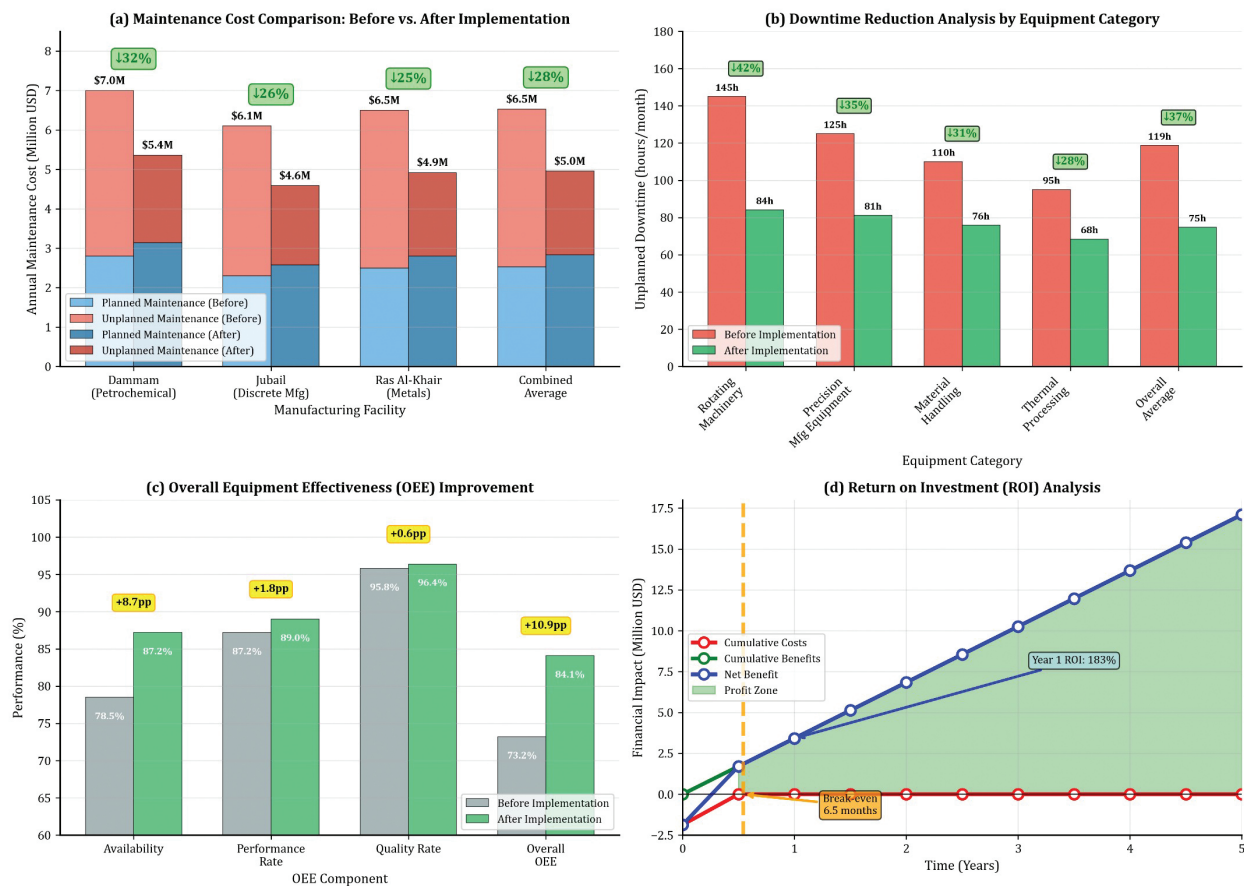 (a) Maintenance Cost Comparison: Before vs. After Implementation
Annual Maintenance Cost (Million USD)
8
7
6
5
4
3
2
1
0
↓32%
$7.0M
$5.4M
↓26%
$6.1M
$4.6M
↓25%
$6.5M
$4.9M
↓28%
$6.5M
$5.0M
Planned Maintenance (Before)
Unplanned Maintenance (Before)
Planned Maintenance (After)
Unplanned Maintenance (After)
Dammam
(Petrochemical)
Jubail
(Discrete Mfg)
Ras Al-Khair
(Metals)
Combined
Average
Manufacturing Facility
(b) Downtime Reduction Analysis by Equipment Category
Unplanned Downtime (hours/month)
180
160
140
120
100
80
60
40
20
0
↓42%
145h
84h
↓35%
125h
81h
↓31%
110h
76h
↓28%
95h
68h
↓37%
119h
75h
Before Implementation
After Implementation
Rotating
Machinery
Precision
Mfg Equipment
Material
Handling
Thermal
Processing
Overall
Average
Equipment Category
(c) Overall Equipment Effectiveness (OEE) Improvement
Performance (%)
105
100
95
90
85
80
75
70
65
60
+8.7pp
78.5%
87.2%
+1.8pp
87.2%
89.0%
+0.6pp
95.8%
96.4%
+10.9pp
73.2%
84.1%
Before Implementation
After Implementation
Availability
Performance
Rate
Quality Rate
Overall
OEE
OEE Component
(d) Return on Investment (ROI) Analysis
Financial Impact (Million USD)
17.5
15.0
12.5
10.0
7.5
5.0
2.5
0.0
−2.5
Cumulative Costs
Cumulative Benefits
Net Benefit
Profit Zone
Year 1 ROI: 183%
Break-even
6.5 months
0
1
2
3
4
5
Time (Years)